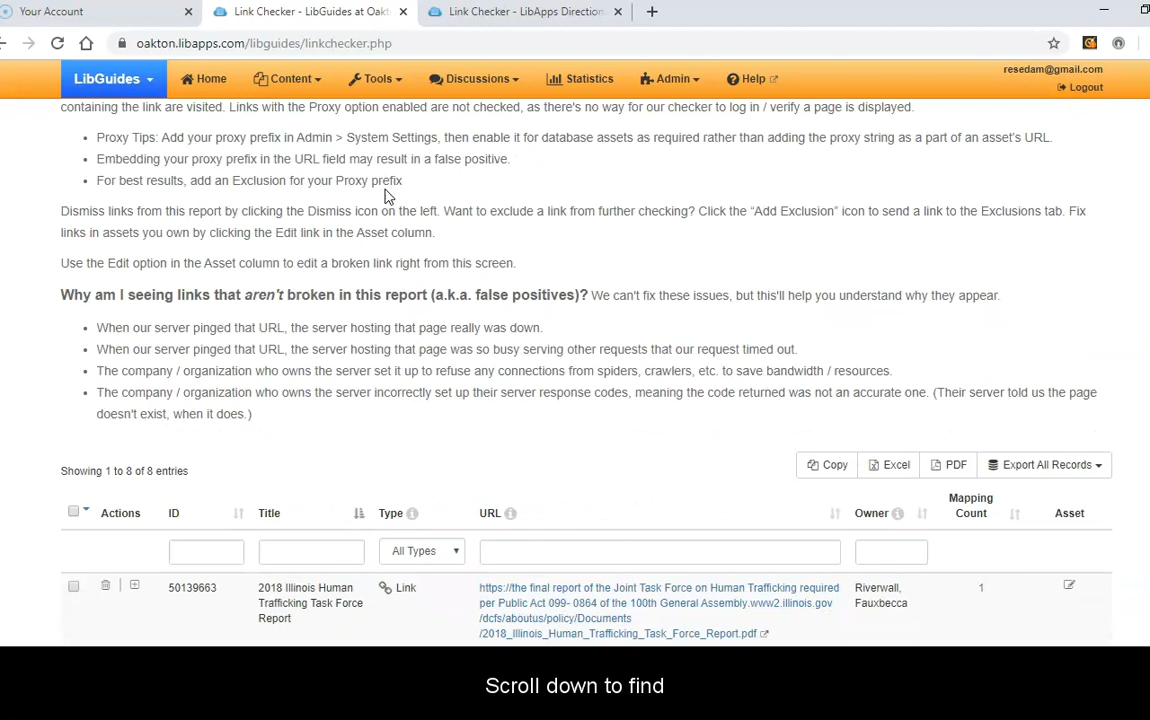 Your Account
Link Checker - LibGuides at Oakt
Link Checker - LibApps Direction
oakton.libapps.com/libguides/linkchecker.php
LibGuides Home Content Tools Discussions Statistics Admin Help
resedam@gmail.com
Logout
containing the link are visited. Links with the Proxy option enabled are not checked, as there's no way for our checker to log in / verify a page is displayed.
• Proxy Tips: Add your proxy prefix in Admin > System Settings, then enable it for database assets as required rather than adding the proxy string as a part of an asset's URL.
• Embedding your proxy prefix in the URL field may result in a false positive.
• For best results, add an Exclusion for your Proxy prefix
Dismiss links from this report by clicking the Dismiss icon on the left. Want to exclude a link from further checking? Click the “Add Exclusion” icon to send a link to the Exclusions tab. Fix
links in assets you own by clicking the Edit link in the Asset column.
Use the Edit option in the Asset column to edit a broken link right from this screen.
Why am I seeing links that aren't broken in this report (a.k.a. false positives)? We can't fix these issues, but this'll help you understand why they appear.
• When our server pinged that URL, the server hosting that page really was down.
• When our server pinged that URL, the server hosting that page was so busy serving other requests that our request timed out.
• The company / organization who owns the server set it up to refuse any connections from spiders, crawlers, etc. to save bandwidth / resources.
• The company / organization who owns the server incorrectly set up their server response codes, meaning the code returned was not an accurate one. (Their server told us the page
doesn't exist, when it does.)
Showing 1 to 8 of 8 entries
Copy Excel PDF Export All Records
Actions ID Title Type URL Owner Mapping Count Asset
All Types
50139663
2018 Illinois Human
Trafficking Task Force
Report
Link
https://the final report of the Joint Task Force on Human Trafficking required
per Public Act 099- 0864 of the 100th General Assembly.www2.illinois.gov
/dcfs/aboutus/policy/Documents
/2018_Illinois_Human_Trafficking_Task_Force_Report.pdf
Riverwall,
Fauxbecca
1
Scroll down to find